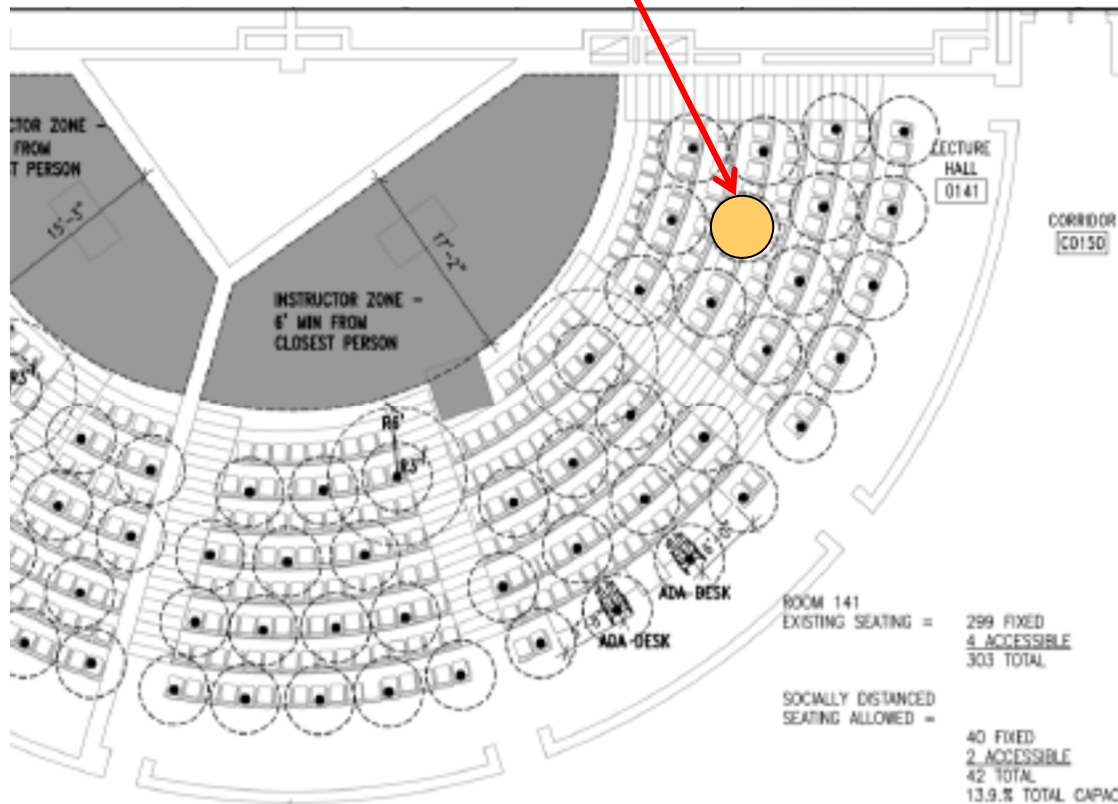 CTOR ZONE -
FROM
ST PERSON
15'-3"
17'-2"
INSTRUCTOR ZONE -
6' MIN FROM
CLOSEST PERSON
LECTURE
HALL
0141
CORRIDOR
C0150
R6'
ADA-DESK
ADA-DESK
ROOM 141
EXISTING SEATING = 299 FIXED
4 ACCESSIBLE
303 TOTAL
SOCIALLY DISTANCED
SEATING ALLOWED =
40 FIXED
2 ACCESSIBLE
42 TOTAL
13.9.% TOTAL CAPAC